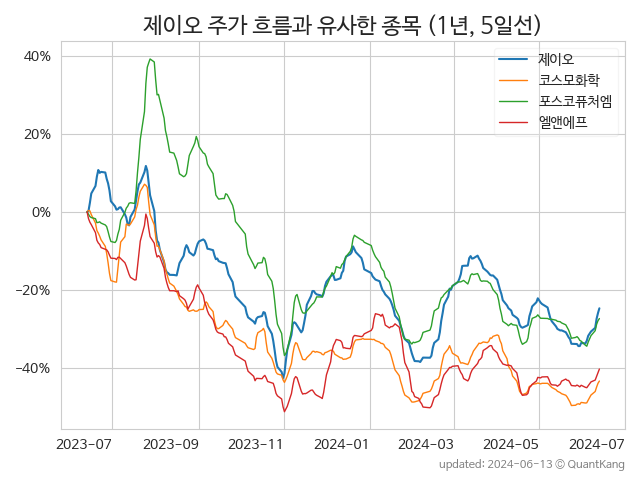 제이오 주가 흐름과 유사한 종목 (1년, 5일선)
제이오
코스모화학
포스코퓨처엠
엘앤에프
40%
20%
0%
−20%
−40%
2023-07 2023-09 2023-11 2024-01 2024-03 2024-05 2024-07
updated: 2024-06-13 © QuantKang